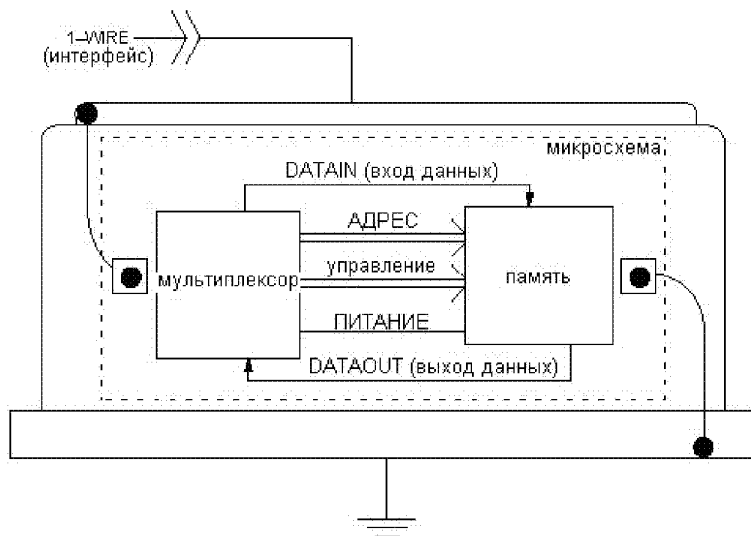 1–WIRE
(интерфейс)
микросхема
DATAIN (вход данных)
АДРЕС
управление
мультиплексор
память
ПИТАНИЕ
DATAOUT (выход данных)